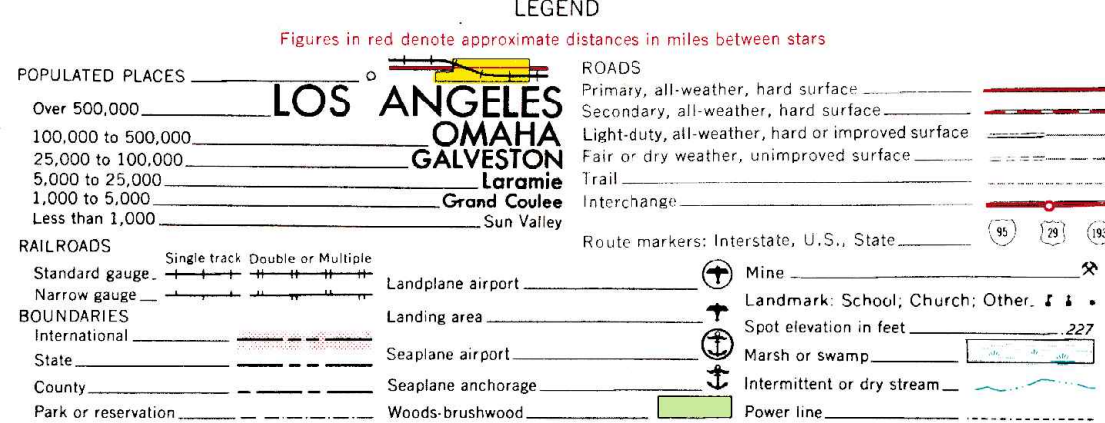 LEGEND
Figures in red denote approximate distances in miles between stars
POPULATED PLACES
Over 500,000 LOS ANGELES
100,000 to 500,000 OMAHA
25,000 to 100,000 GALVESTON
5,000 to 25,000 Laramie
1,000 to 5,000 Grand Coulee
Less than 1,000 Sun Valley
RAILROADS
Single track Double or Multiple
Standard gauge
Narrow gauge
BOUNDARIES
International
State
County
Park or reservation
Landplane airport
Landing area
Seaplane airport
Seaplane anchorage
Woods-brushwood
ROADS
Primary, all-weather, hard surface
Secondary, all-weather, hard surface
Light-duty, all-weather, hard or improved surface
Fair or dry weather, unimproved surface
Trail
Interchange
Route markers: Interstate, U.S., State 95 29 193
Mine
Landmark: School; Church; Other
Spot elevation in feet .227
Marsh or swamp
Intermittent or dry stream
Power line